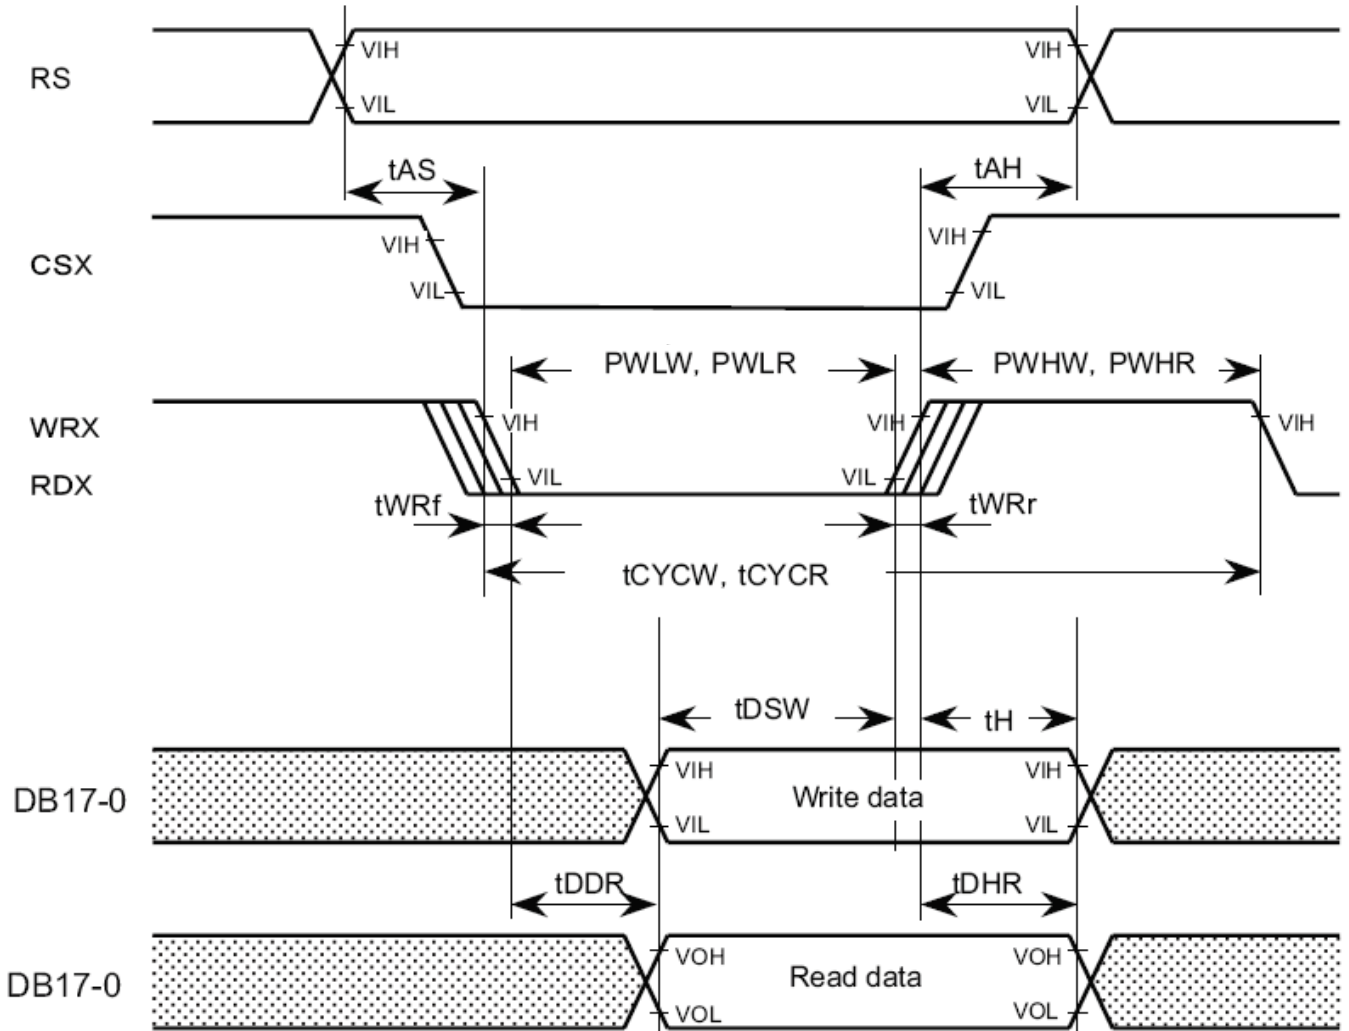 RS
VIH
VIH
VIL
VIL
tAS
tAH
CSX
VIH
VIH
VIL
VIL
PWLW, PWLR
PWHW, PWHR
WRX
VIH
VIH
VIH
RDX
VIL
VIL
tWRf
tWRr
tCYCW, tCYCR
tDSW
tH
DB17-0
VIH
VIH
Write data
VIL
VIL
tDDR
tDHR
DB17-0
VOH
VOH
Read data
VOL
VOL